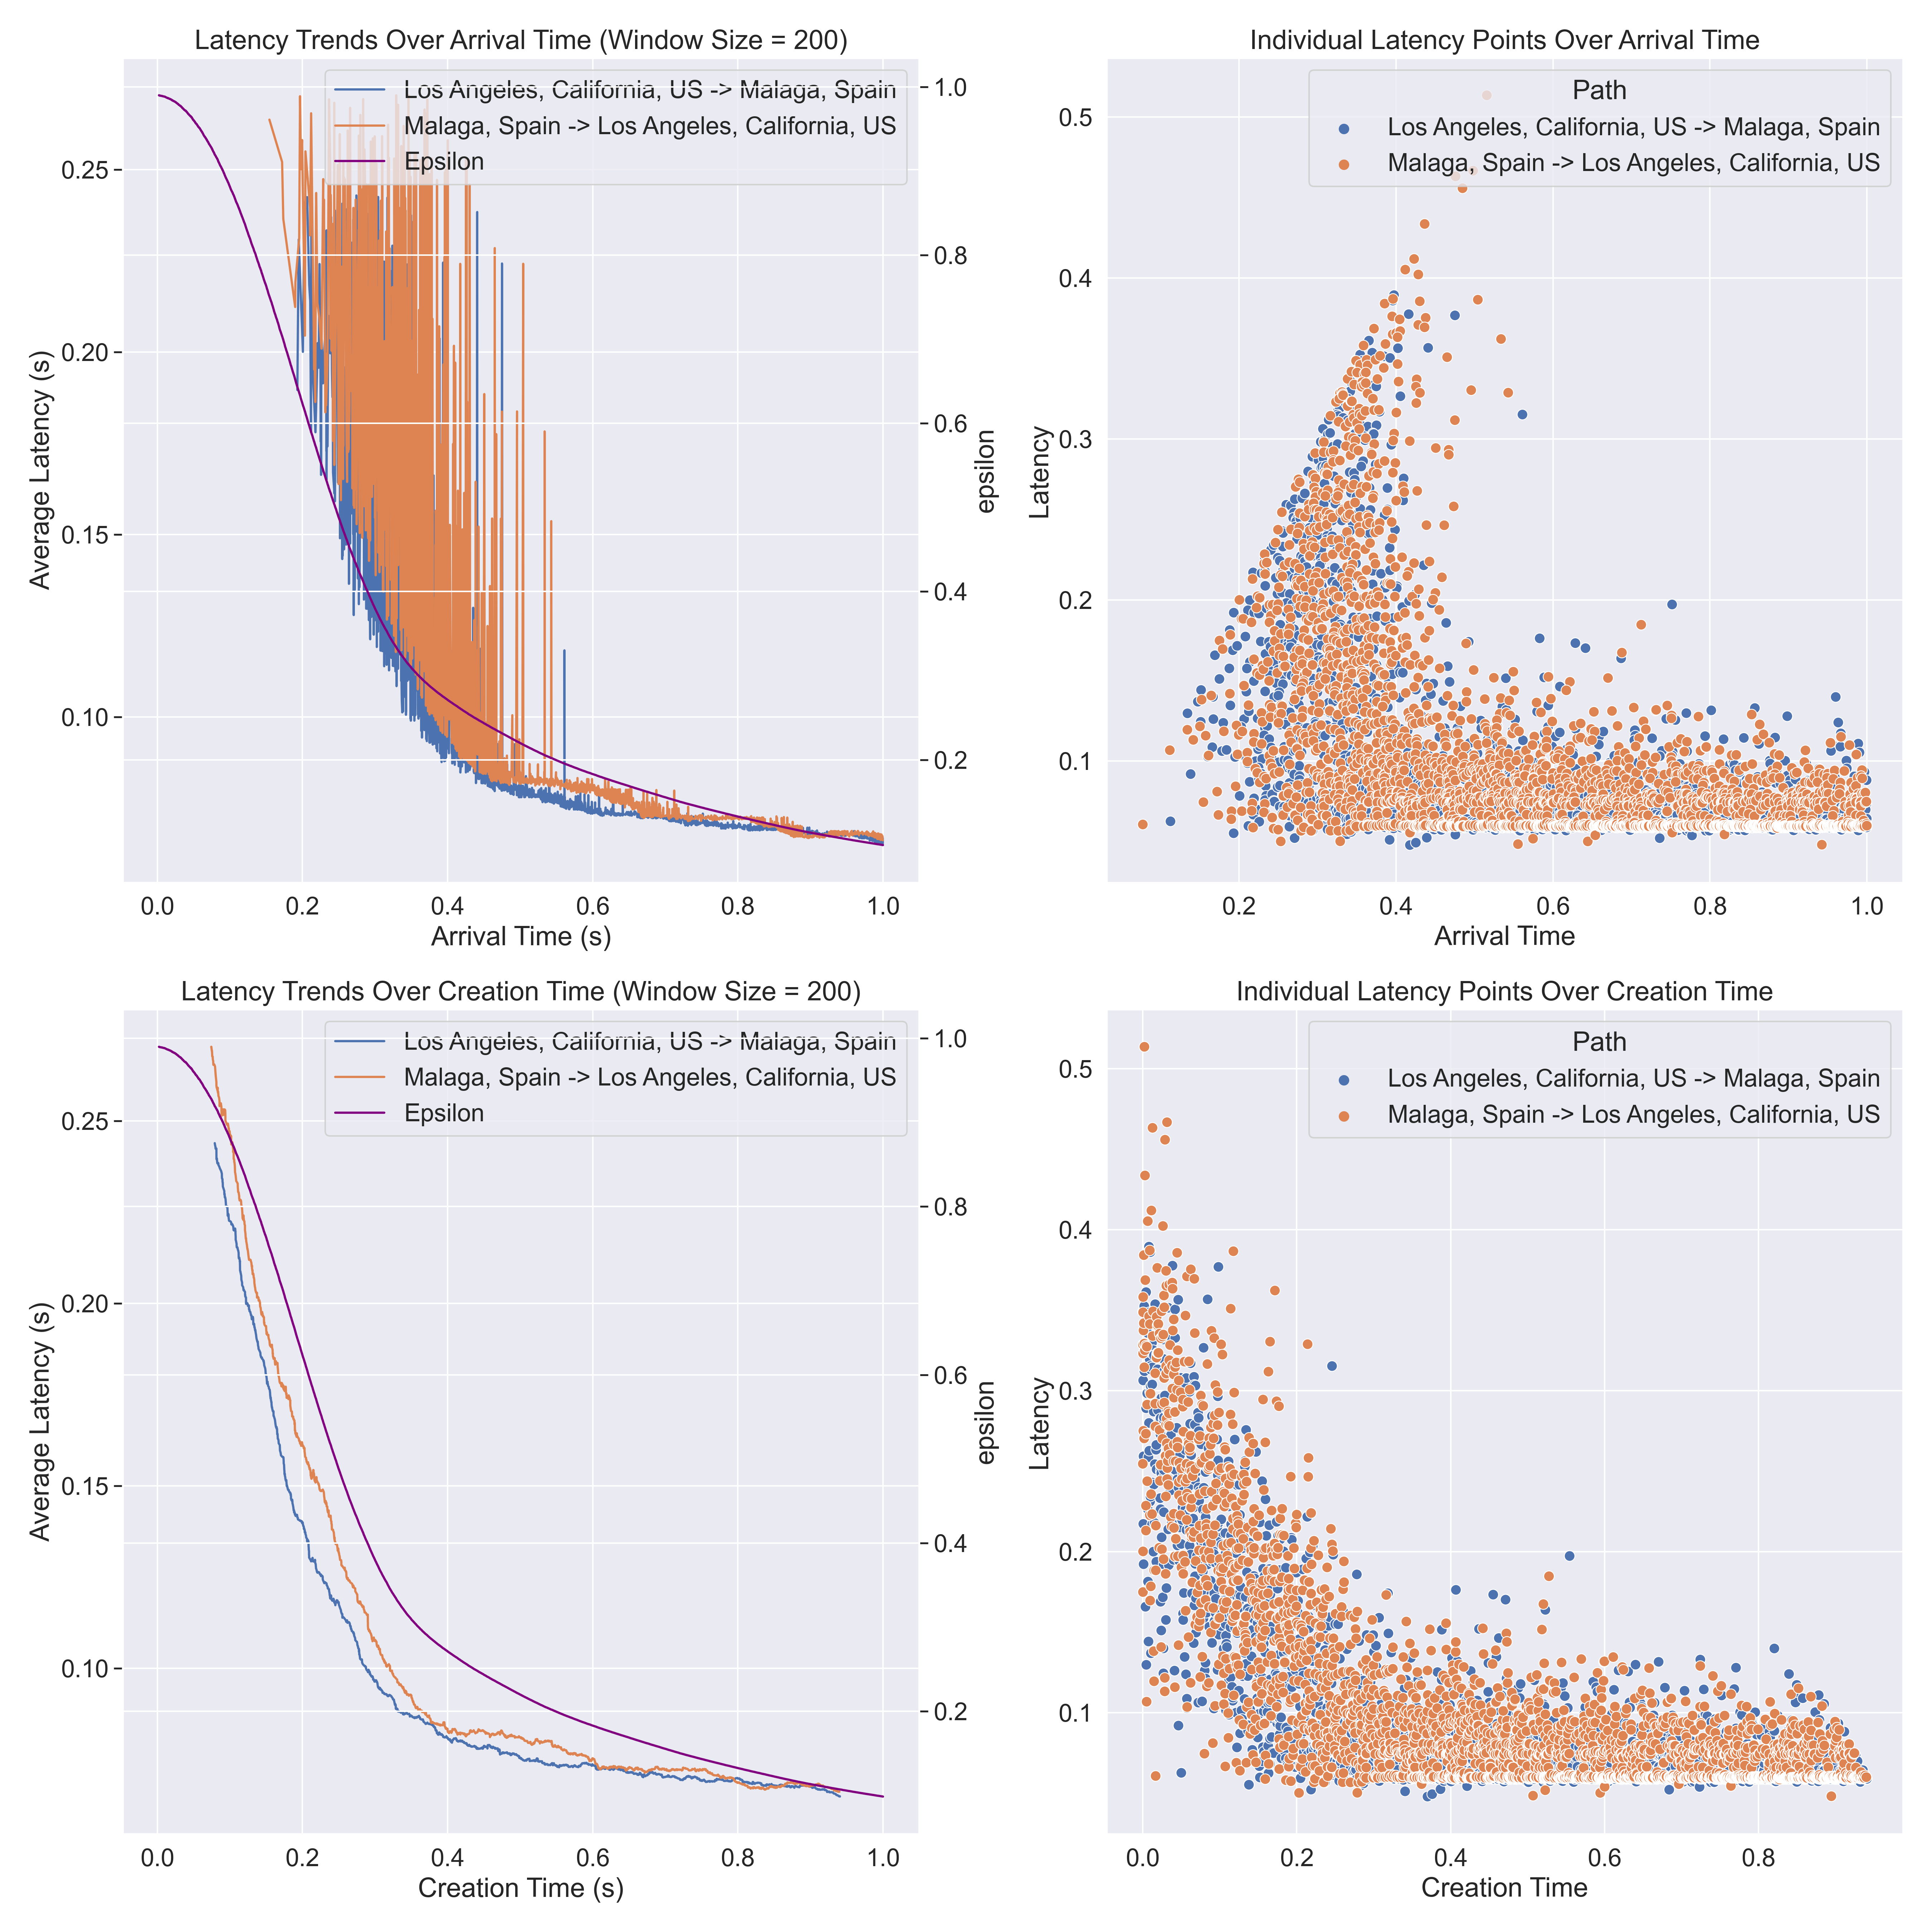 Latency Trends Over Arrival Time (Window Size = 200)
Los Angeles, California, US -> Malaga, Spain
Malaga, Spain -> Los Angeles, California, US
Epsilon
0.25
0.20
0.15
0.10
Average Latency (s)
1.0
0.8
0.6
0.4
0.2
epsilon
0.0 0.2 0.4 0.6 0.8 1.0
Arrival Time (s)
Individual Latency Points Over Arrival Time
Path
Los Angeles, California, US -> Malaga, Spain
Malaga, Spain -> Los Angeles, California, US
0.5
0.4
0.3
0.2
0.1
Latency
0.2 0.4 0.6 0.8 1.0
Arrival Time
Latency Trends Over Creation Time (Window Size = 200)
Los Angeles, California, US -> Malaga, Spain
Malaga, Spain -> Los Angeles, California, US
Epsilon
0.25
0.20
0.15
0.10
Average Latency (s)
1.0
0.8
0.6
0.4
0.2
epsilon
0.0 0.2 0.4 0.6 0.8 1.0
Creation Time (s)
Individual Latency Points Over Creation Time
Path
Los Angeles, California, US -> Malaga, Spain
Malaga, Spain -> Los Angeles, California, US
0.5
0.4
0.3
0.2
0.1
Latency
0.0 0.2 0.4 0.6 0.8
Creation Time